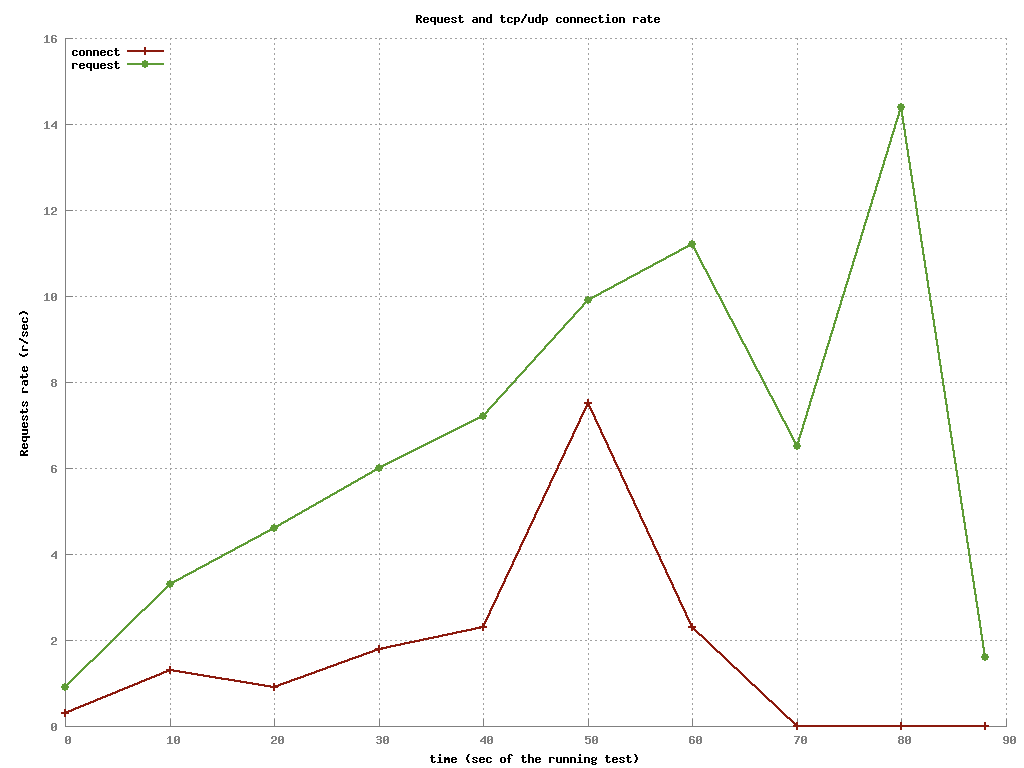 Request and tcp/udp connection rate
16
connect
request
14
12
10
8
6
4
2
0
Requests rate (r/sec)
0 10 20 30 40 50 60 70 80 90
time (sec of the running test)